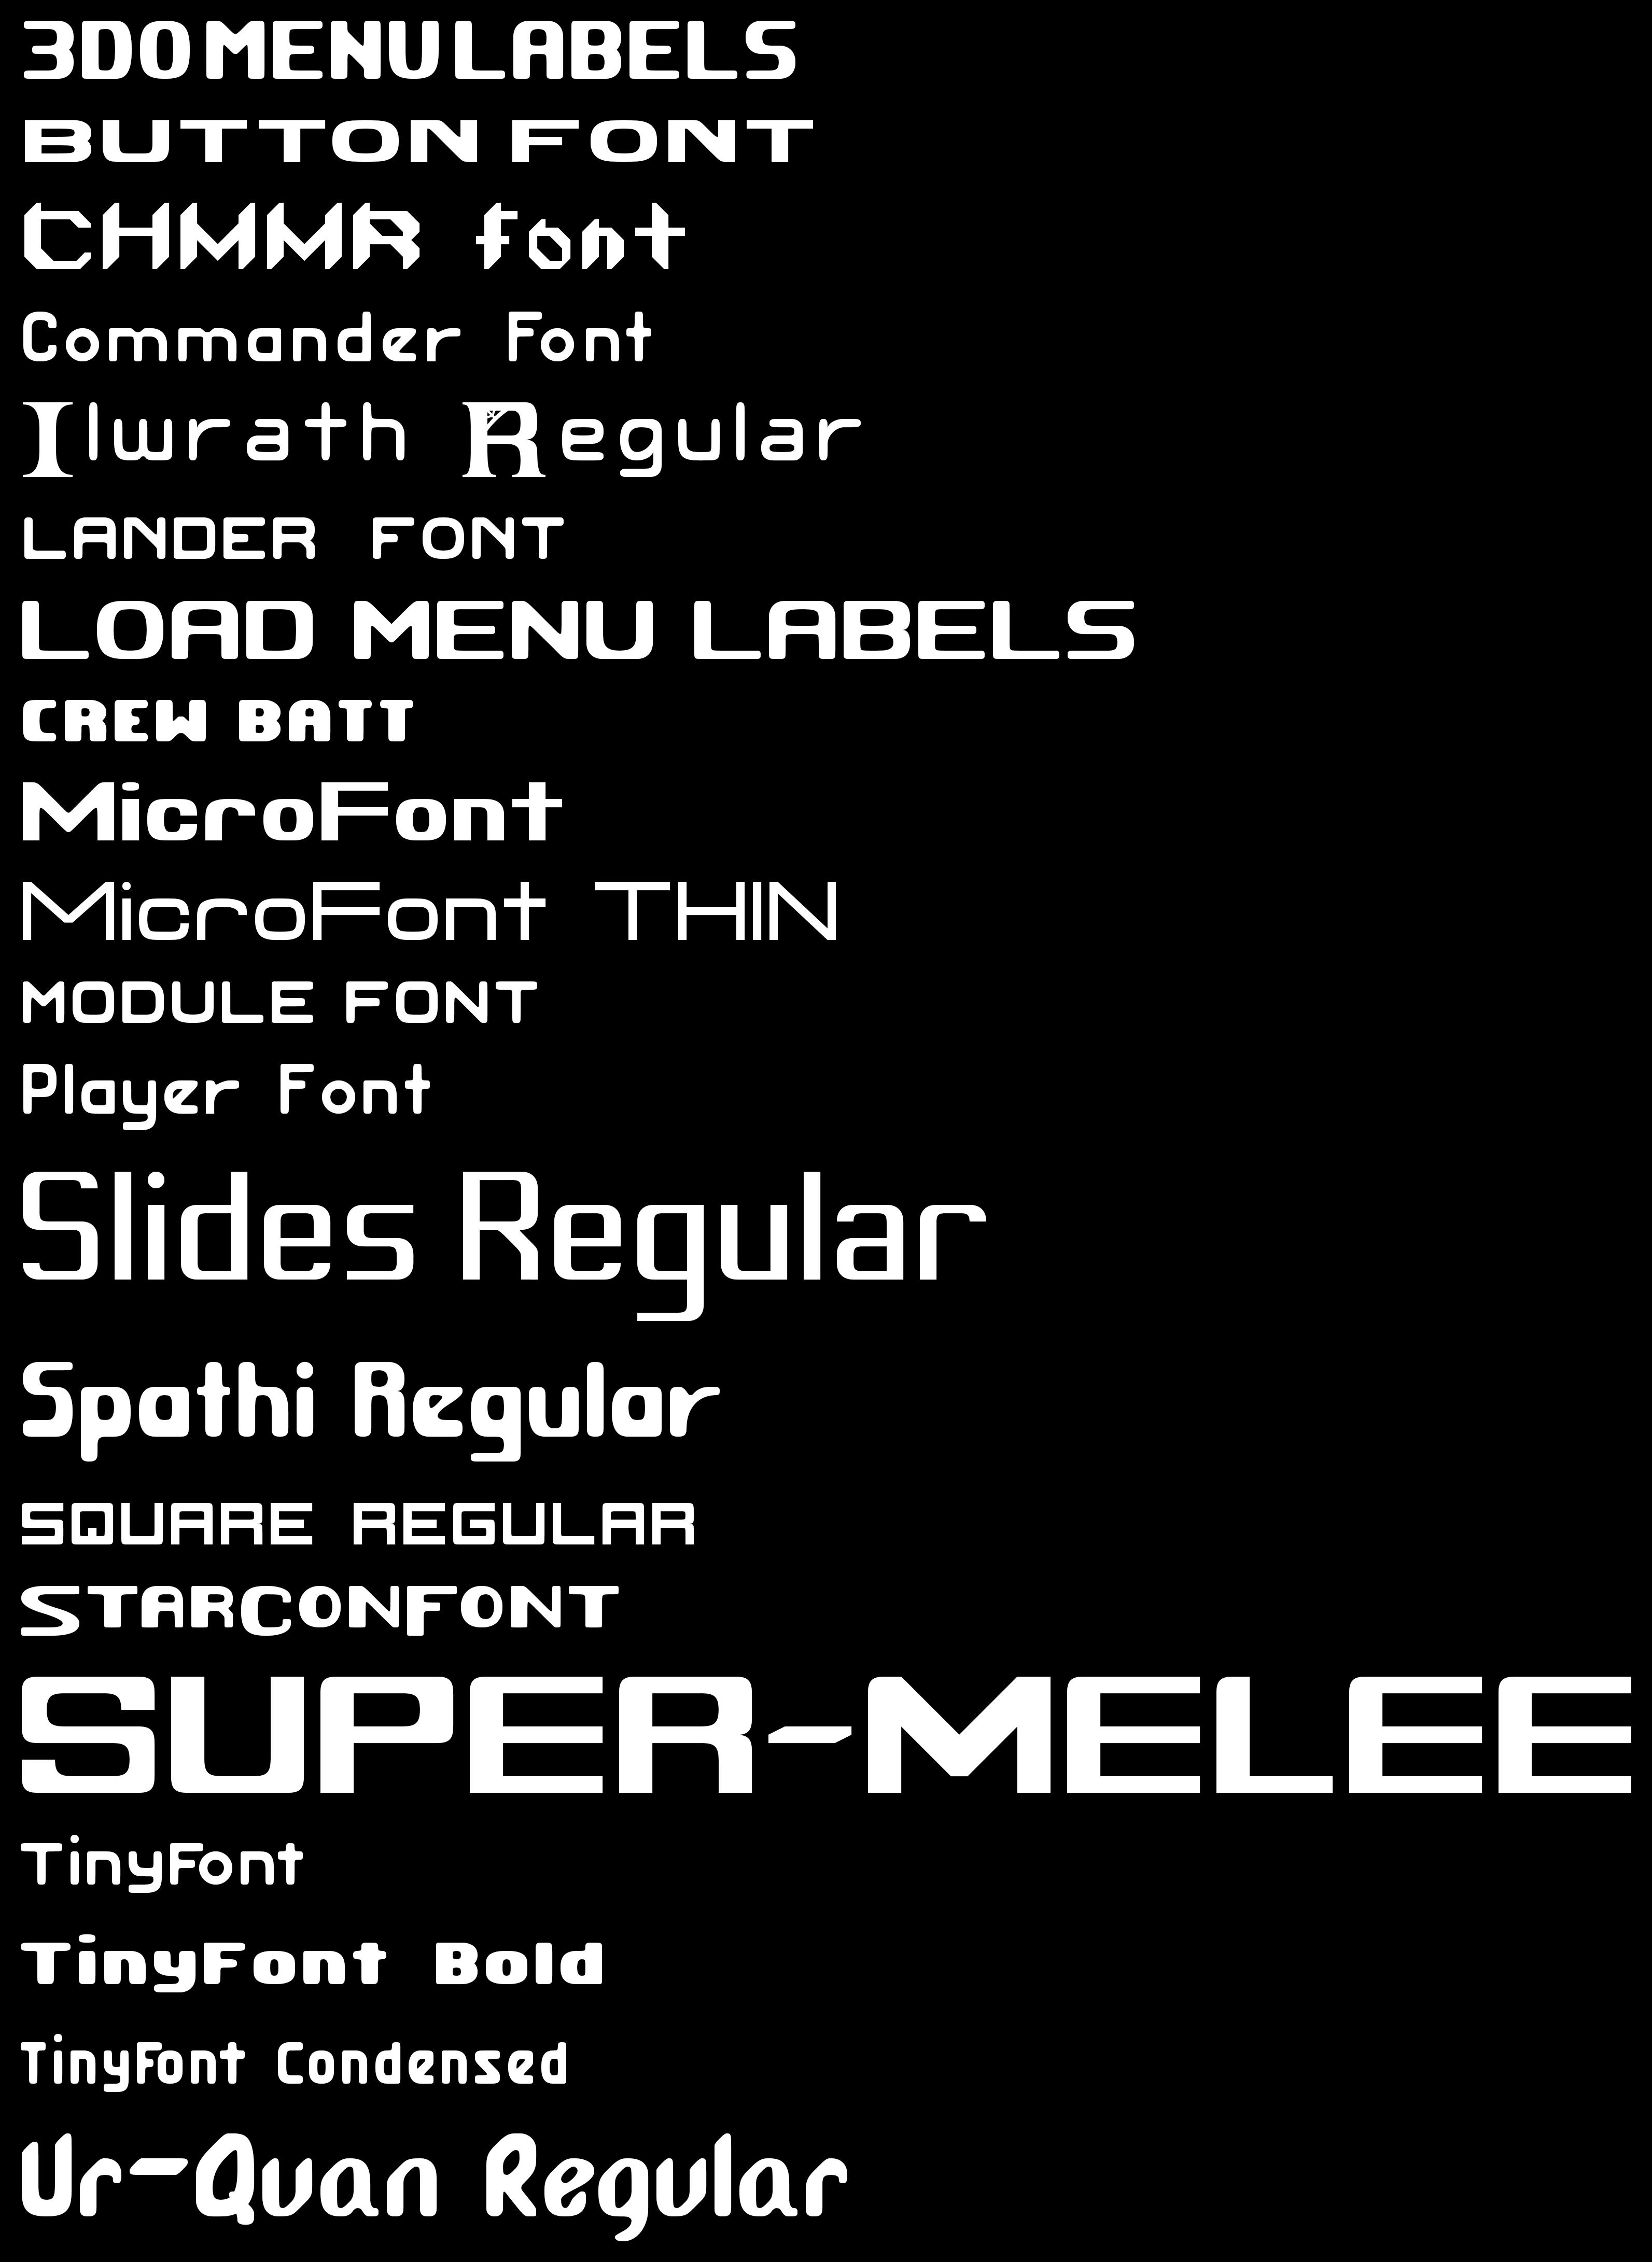 3DOMENULABELS
BUTTON FONT
CHMMR font
Commander Font
Ilwrath Regular
LANDER FONT
LOAD MENU LABELS
CREW BATT
MicroFont
MicroFont THIN
MODULE FONT
Player Font
Slides Regular
Spathi Regular
SQUARE REGULAR
STARCONFONT
SUPER-MELEE
TinyFont
TinyFont Bold
TinyFont Condensed
Ur-Quan Regular